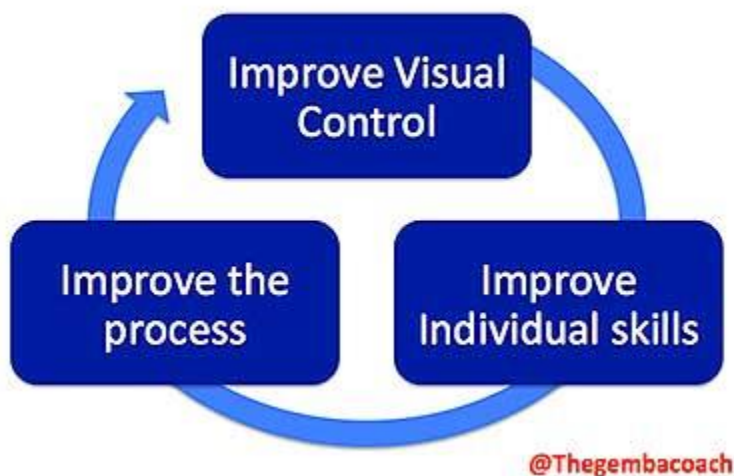 Improve Visual
Control
Improve
Individual skills
Improve the
process
@Thegembacoach